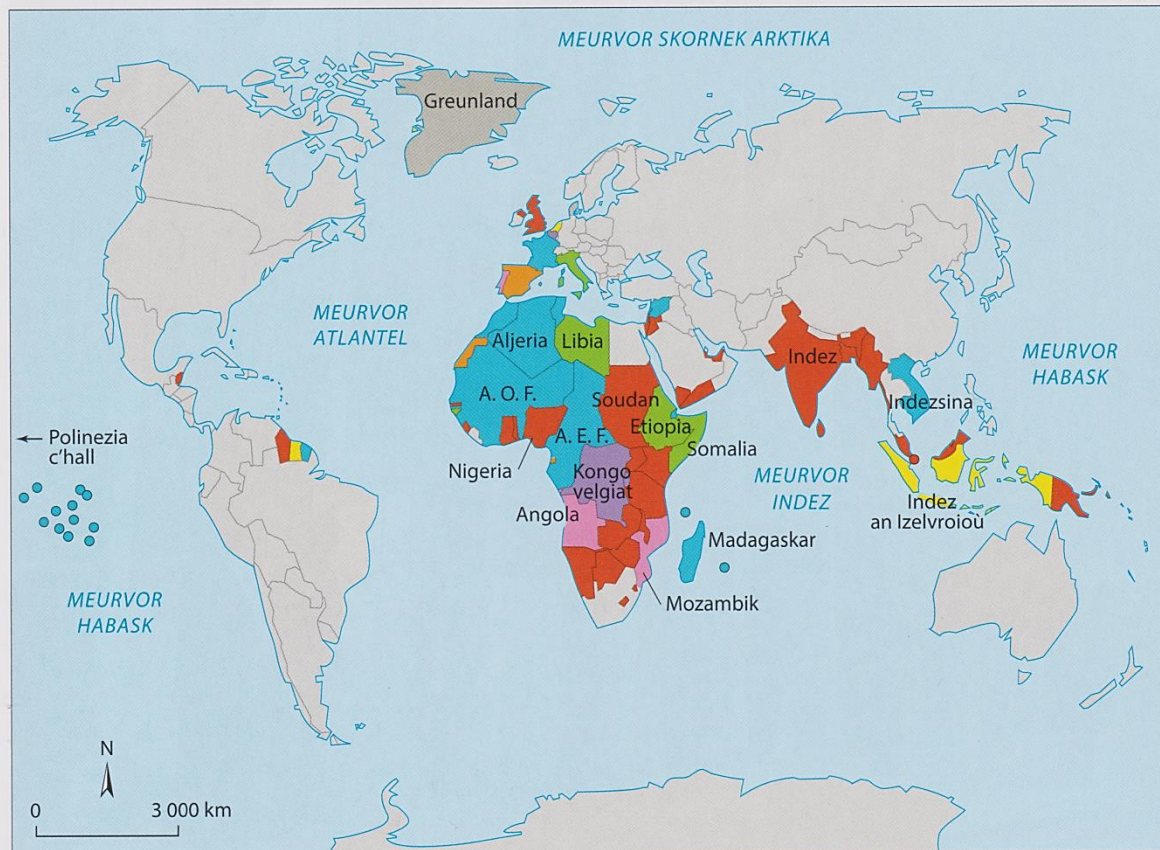 MEURVOR SKORNEK ARKTIKA
Greunland
MEURVOR
ATLANTEL
Aljeria
Libia
A. O. F.
Soudan
A. E. F.
Etiopia
Somalia
Nigeria
Kongo
velgiat
Angola
Madagaskar
Mozambik
Indez
Indezsina
MEURVOR
HABASK
MEURVOR
INDEZ
Indez
an Izelvroiou
Polinezia
c'hall
MEURVOR
HABASK
N
0 3 000 km